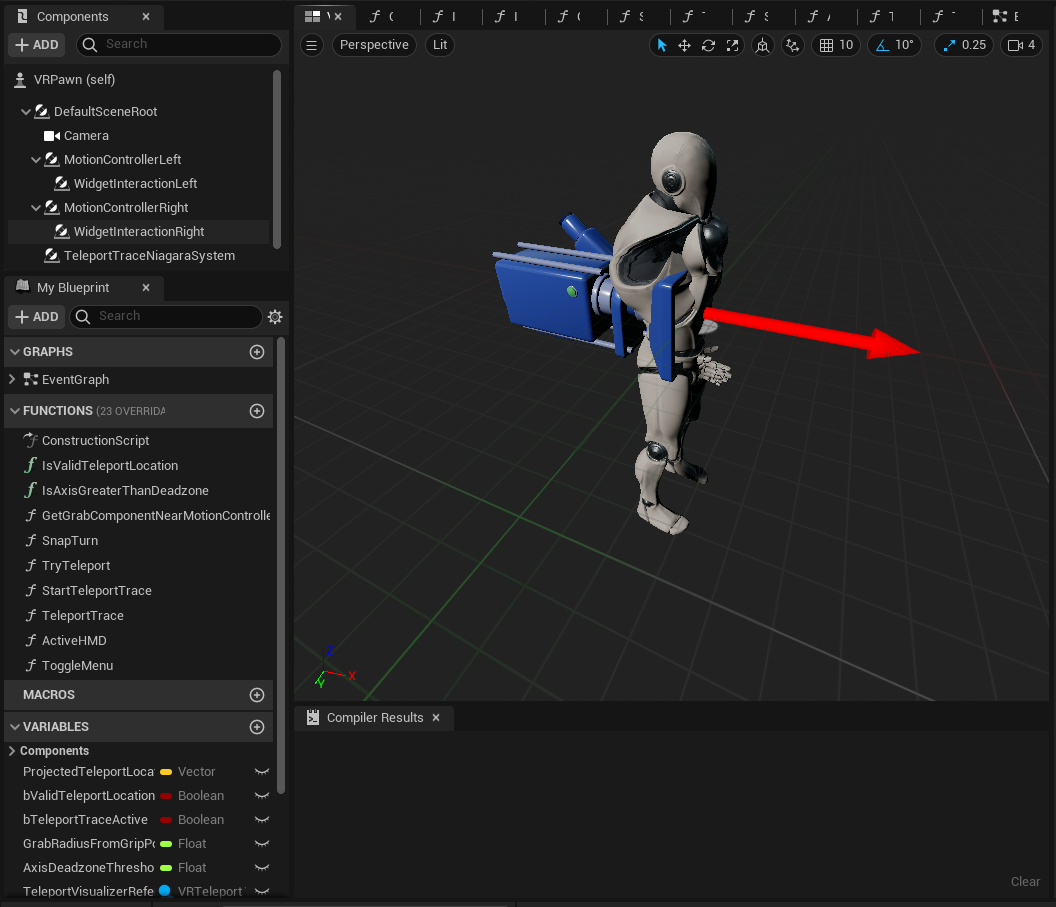 Components
ADD
Search
VRPawn (self)
DefaultSceneRoot
Camera
MotionControllerLeft
WidgetInteractionLeft
MotionControllerRight
WidgetInteractionRight
TeleportTraceNiagaraSystem
My Blueprint
ADD
Search
GRAPHS
EventGraph
FUNCTIONS (23 OVERRIDA
ConstructionScript
IsValidTeleportLocation
IsAxisGreaterThanDeadzone
GetGrabComponentNearMotionControlle
SnapTurn
TryTeleport
StartTeleportTrace
TeleportTrace
ActiveHMD
ToggleMenu
MACROS
VARIABLES
Components
ProjectedTeleportLoca Vector
bValidTeleportLocation Boolean
bTeleportTraceActive Boolean
GrabRadiusFromGripPo Float
AxisDeadzoneThresho Float
TeleportVisualizerRefe VRTeleport
Perspective
Lit
10
10°
0.25
4
Z
X
Y
Compiler Results
Clear